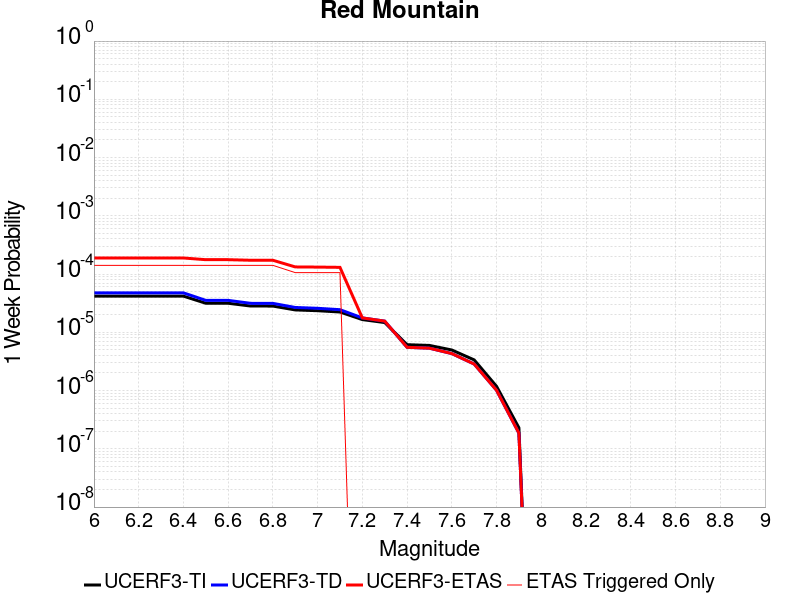 Red Mountain
10^0
10^-1
10^-2
10^-3
10^-4
10^-5
10^-6
10^-7
10^-8
1 Week Probability
6 6.2 6.4 6.6 6.8 7 7.2 7.4 7.6 7.8 8 8.2 8.4 8.6 8.8 9
Magnitude
UCERF3-TI UCERF3-TD UCERF3-ETAS ETAS Triggered Only